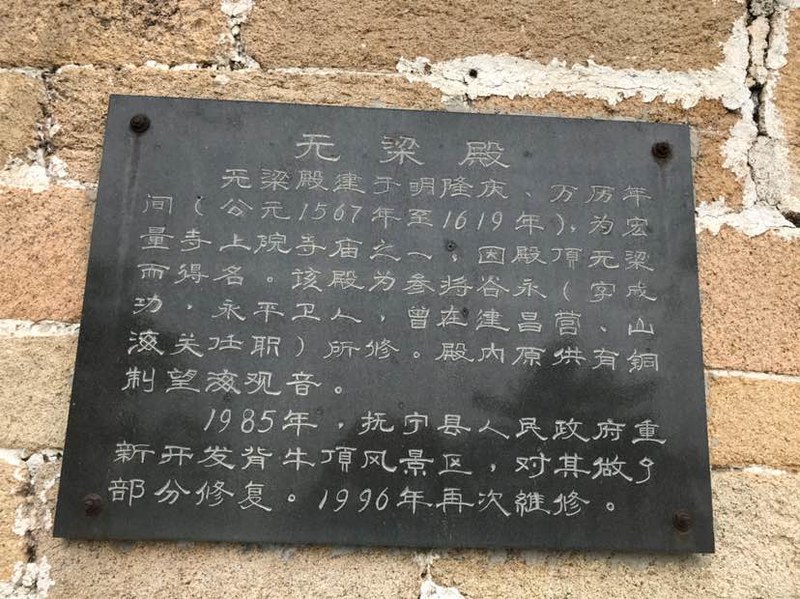 无梁殿
无梁殿建于明隆庆、万历年
间(公元1567年至1619年),为宏
量寺上院寺庙之一,因殿顶无梁
而得名。该殿为参将谷永(字成
功,永平卫人,曾在建昌营、山
海关任职)所修。殿内原供有铜
制望海观音。
1985年,抚宁县人民政府重
新开发背牛顶风景区,对其做了
部分修复。1996年再次维修。